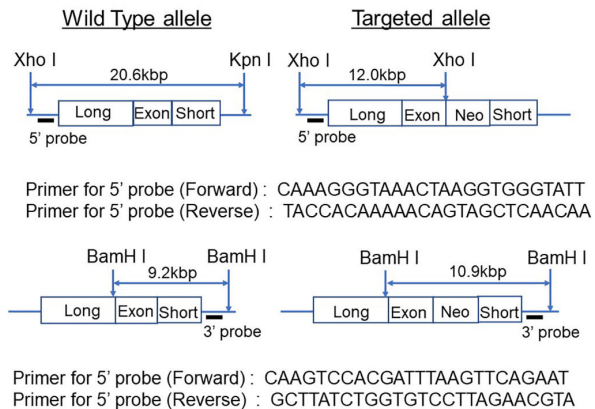 Wild Type allele
Targeted allele
Xho I
20.6kbp
Kpn I
Long
Exon
Short
5' probe
Xho I
12.0kbp
Xho I
Long
Exon
Neo
Short
5' probe
Primer for 5' probe (Forward) : CAAAGGGTAAACTAAGGTGGGTATT
Primer for 5' probe (Reverse) : TACCACAAAAACAGTAGCTCAACAA
BamH I
9.2kbp
BamH I
Long
Exon
Short
3' probe
BamH I
10.9kbp
BamH I
Long
Exon
Neo
Short
3' probe
Primer for 5' probe (Forward) : CAAGTCCACGATTTAAGTTCAGAAT
Primer for 5' probe (Reverse) : GCTTATCTGGTGTCCTTAGAACGTA